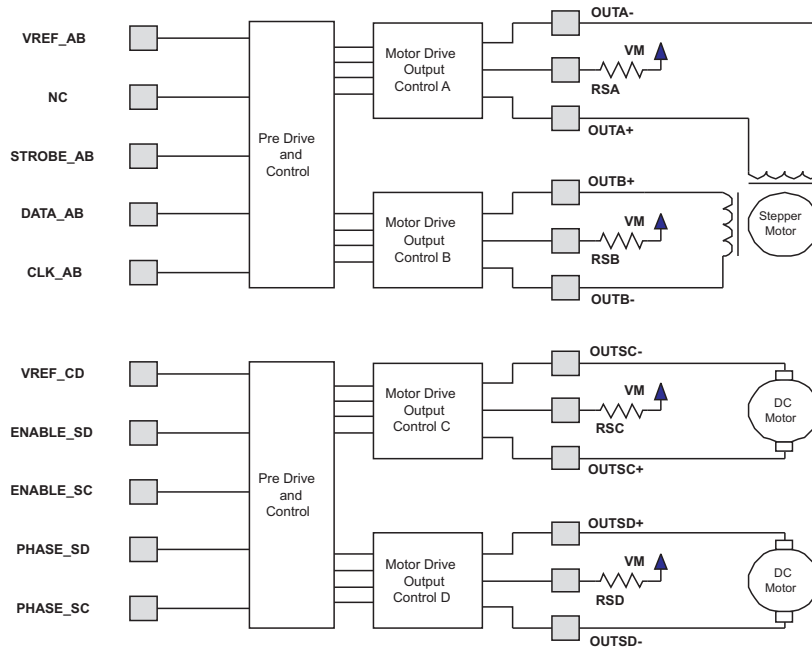 VREF_AB
NC
STROBE_AB
DATA_AB
CLK_AB
Pre Drive
and
Control
Motor Drive
Output
Control A
OUTA-
VM
RSA
OUTA+
Motor Drive
Output
Control B
OUTB+
VM
RSB
OUTB-
Stepper
Motor
VREF_CD
ENABLE_SD
ENABLE_SC
PHASE_SD
PHASE_SC
Pre Drive
and
Control
Motor Drive
Output
Control C
OUTSC-
VM
RSC
OUTSC+
DC
Motor
Motor Drive
Output
Control D
OUTSD+
VM
RSD
OUTSD-
DC
Motor